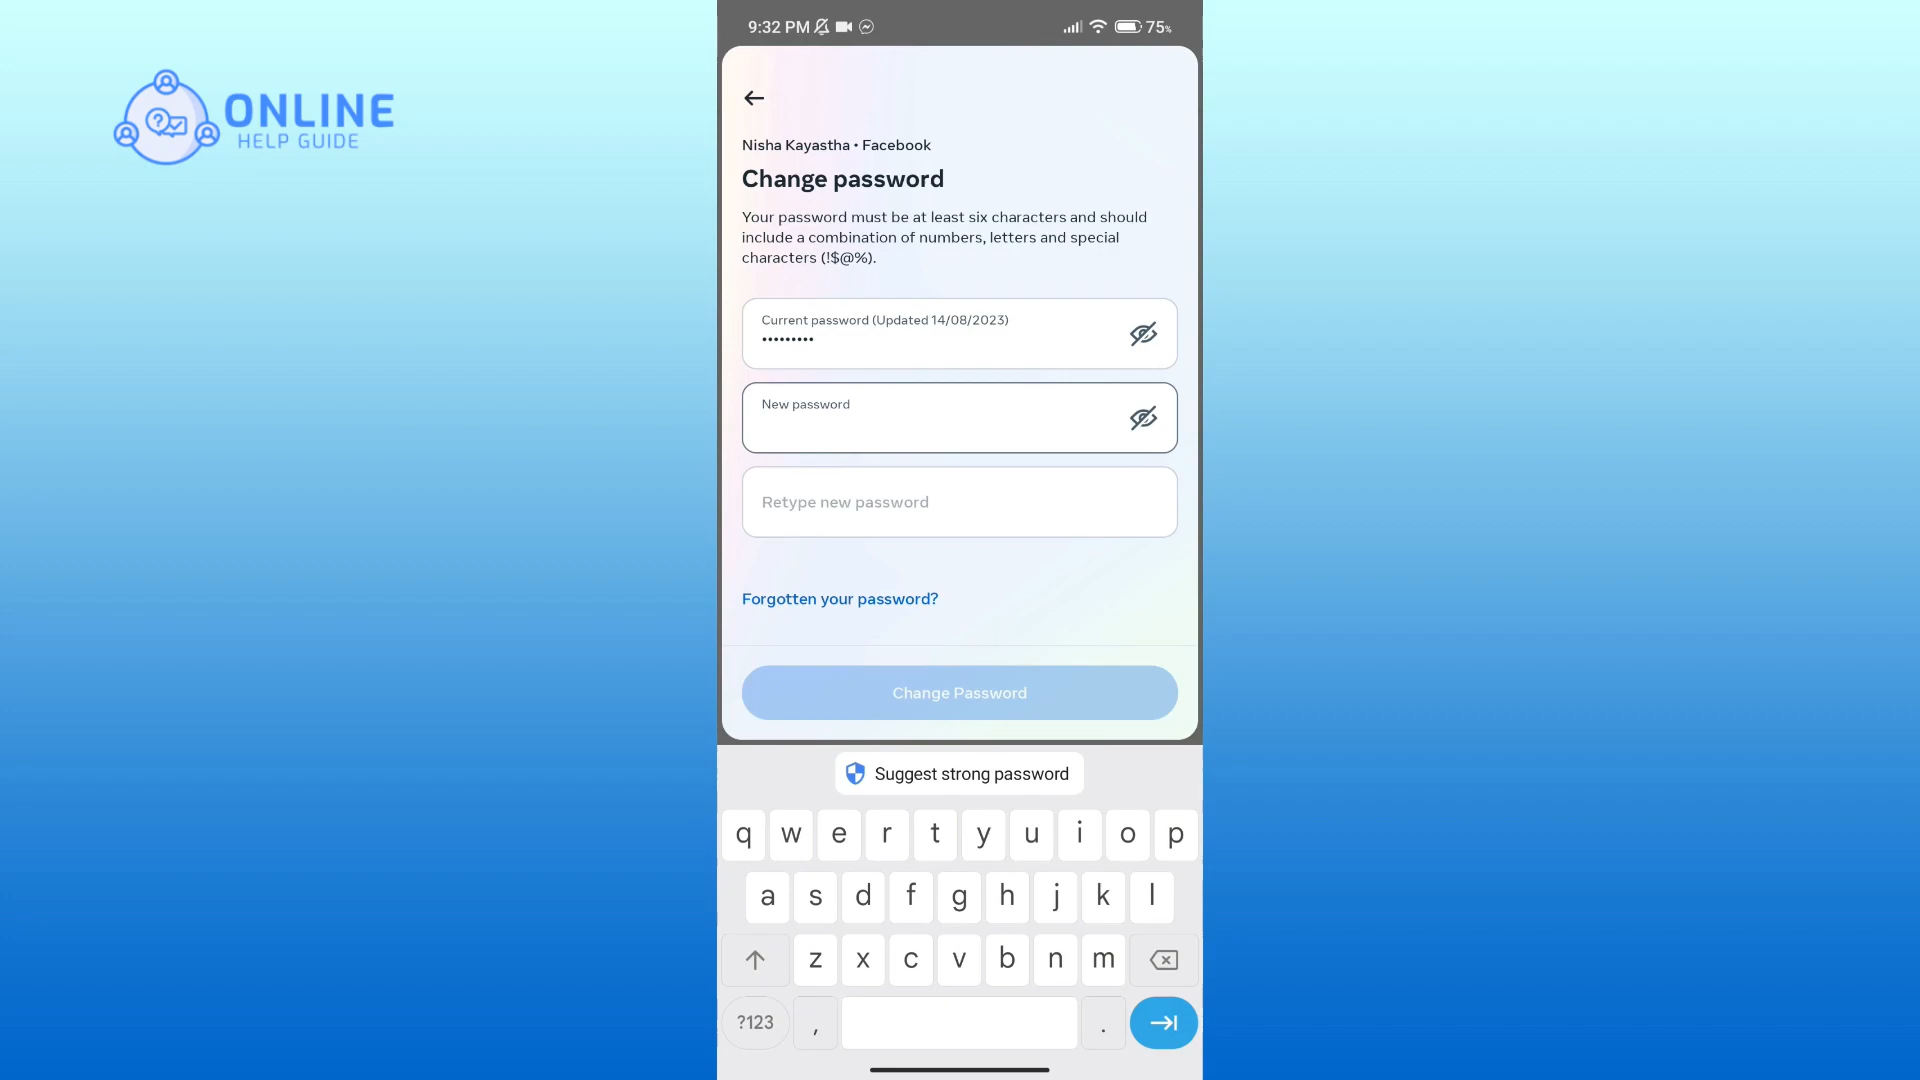 9:32 PM
75%
ONLINE
HELP GUIDE
Nisha Kayastha • Facebook
Change password
Your password must be at least six characters and should
include a combination of numbers, letters and special
characters (!$@%).
Current password (Updated 14/08/2023)
•••••••••
New password
Retype new password
Forgotten your password?
Change Password
Suggest strong password
q w e r t y u i o p
a s d f g h j k l
z x c v b n m
?123 , .